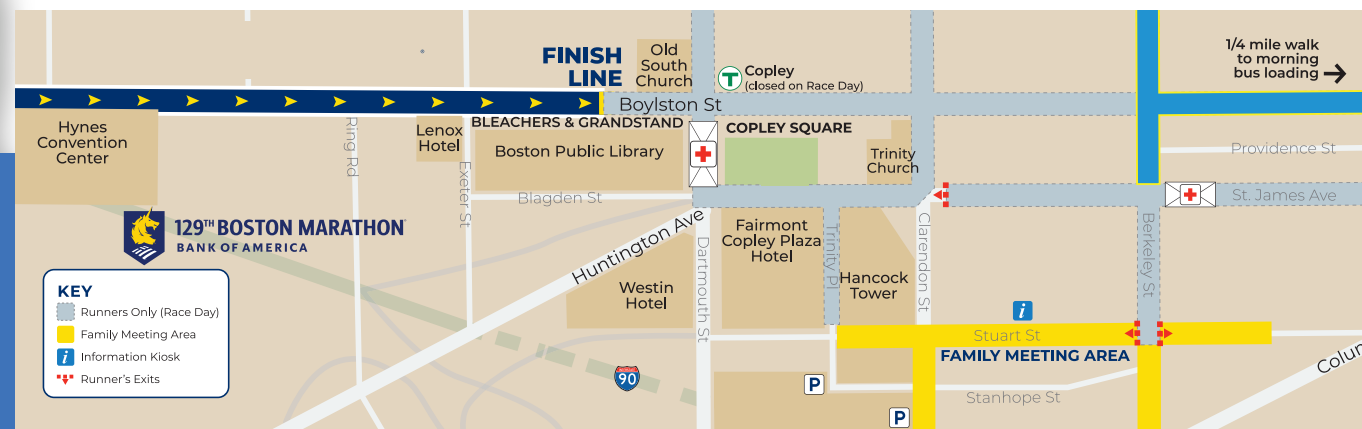 FINISH
LINE
Old
South
Church
T
Copley
(closed on Race Day)
1/4 mile walk
to morning
bus loading
Boylston St
Hynes
Convention
Center
Ring Rd
Lenox
Hotel
Exeter St
BLEACHERS & GRANDSTAND
Boston Public Library
COPLEY SQUARE
Trinity
Church
Providence St
Blagden St
St. James Ave
129TH BOSTON MARATHON
BANK OF AMERICA
Huntington Ave
Dartmouth St
Fairmont
Copley Plaza
Hotel
Trinity Pl
Clarendon St
Berkeley St
Westin
Hotel
Hancock
Tower
KEY
Runners Only (Race Day)
Family Meeting Area
i Information Kiosk
Runner's Exits
i
Stuart St
FAMILY MEETING AREA
Colum
90
P
P
Stanhope St